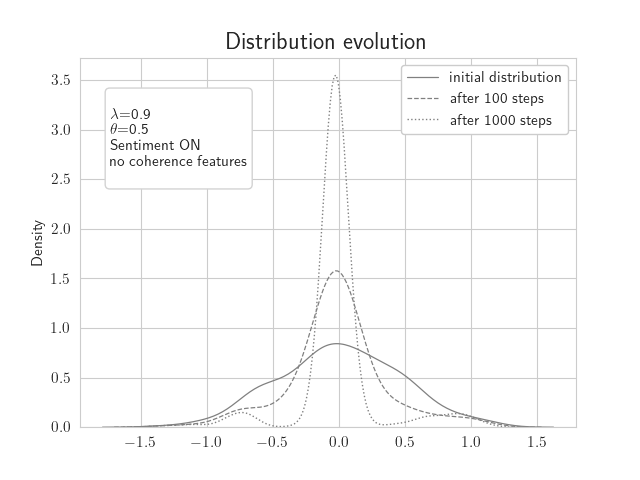 Distribution evolution
initial distribution
after 100 steps
after 1000 steps
λ=0.9
θ=0.5
Sentiment ON
no coherence features
Density
3.5
3.0
2.5
2.0
1.5
1.0
0.5
0.0
−1.5 −1.0 −0.5 0.0 0.5 1.0 1.5